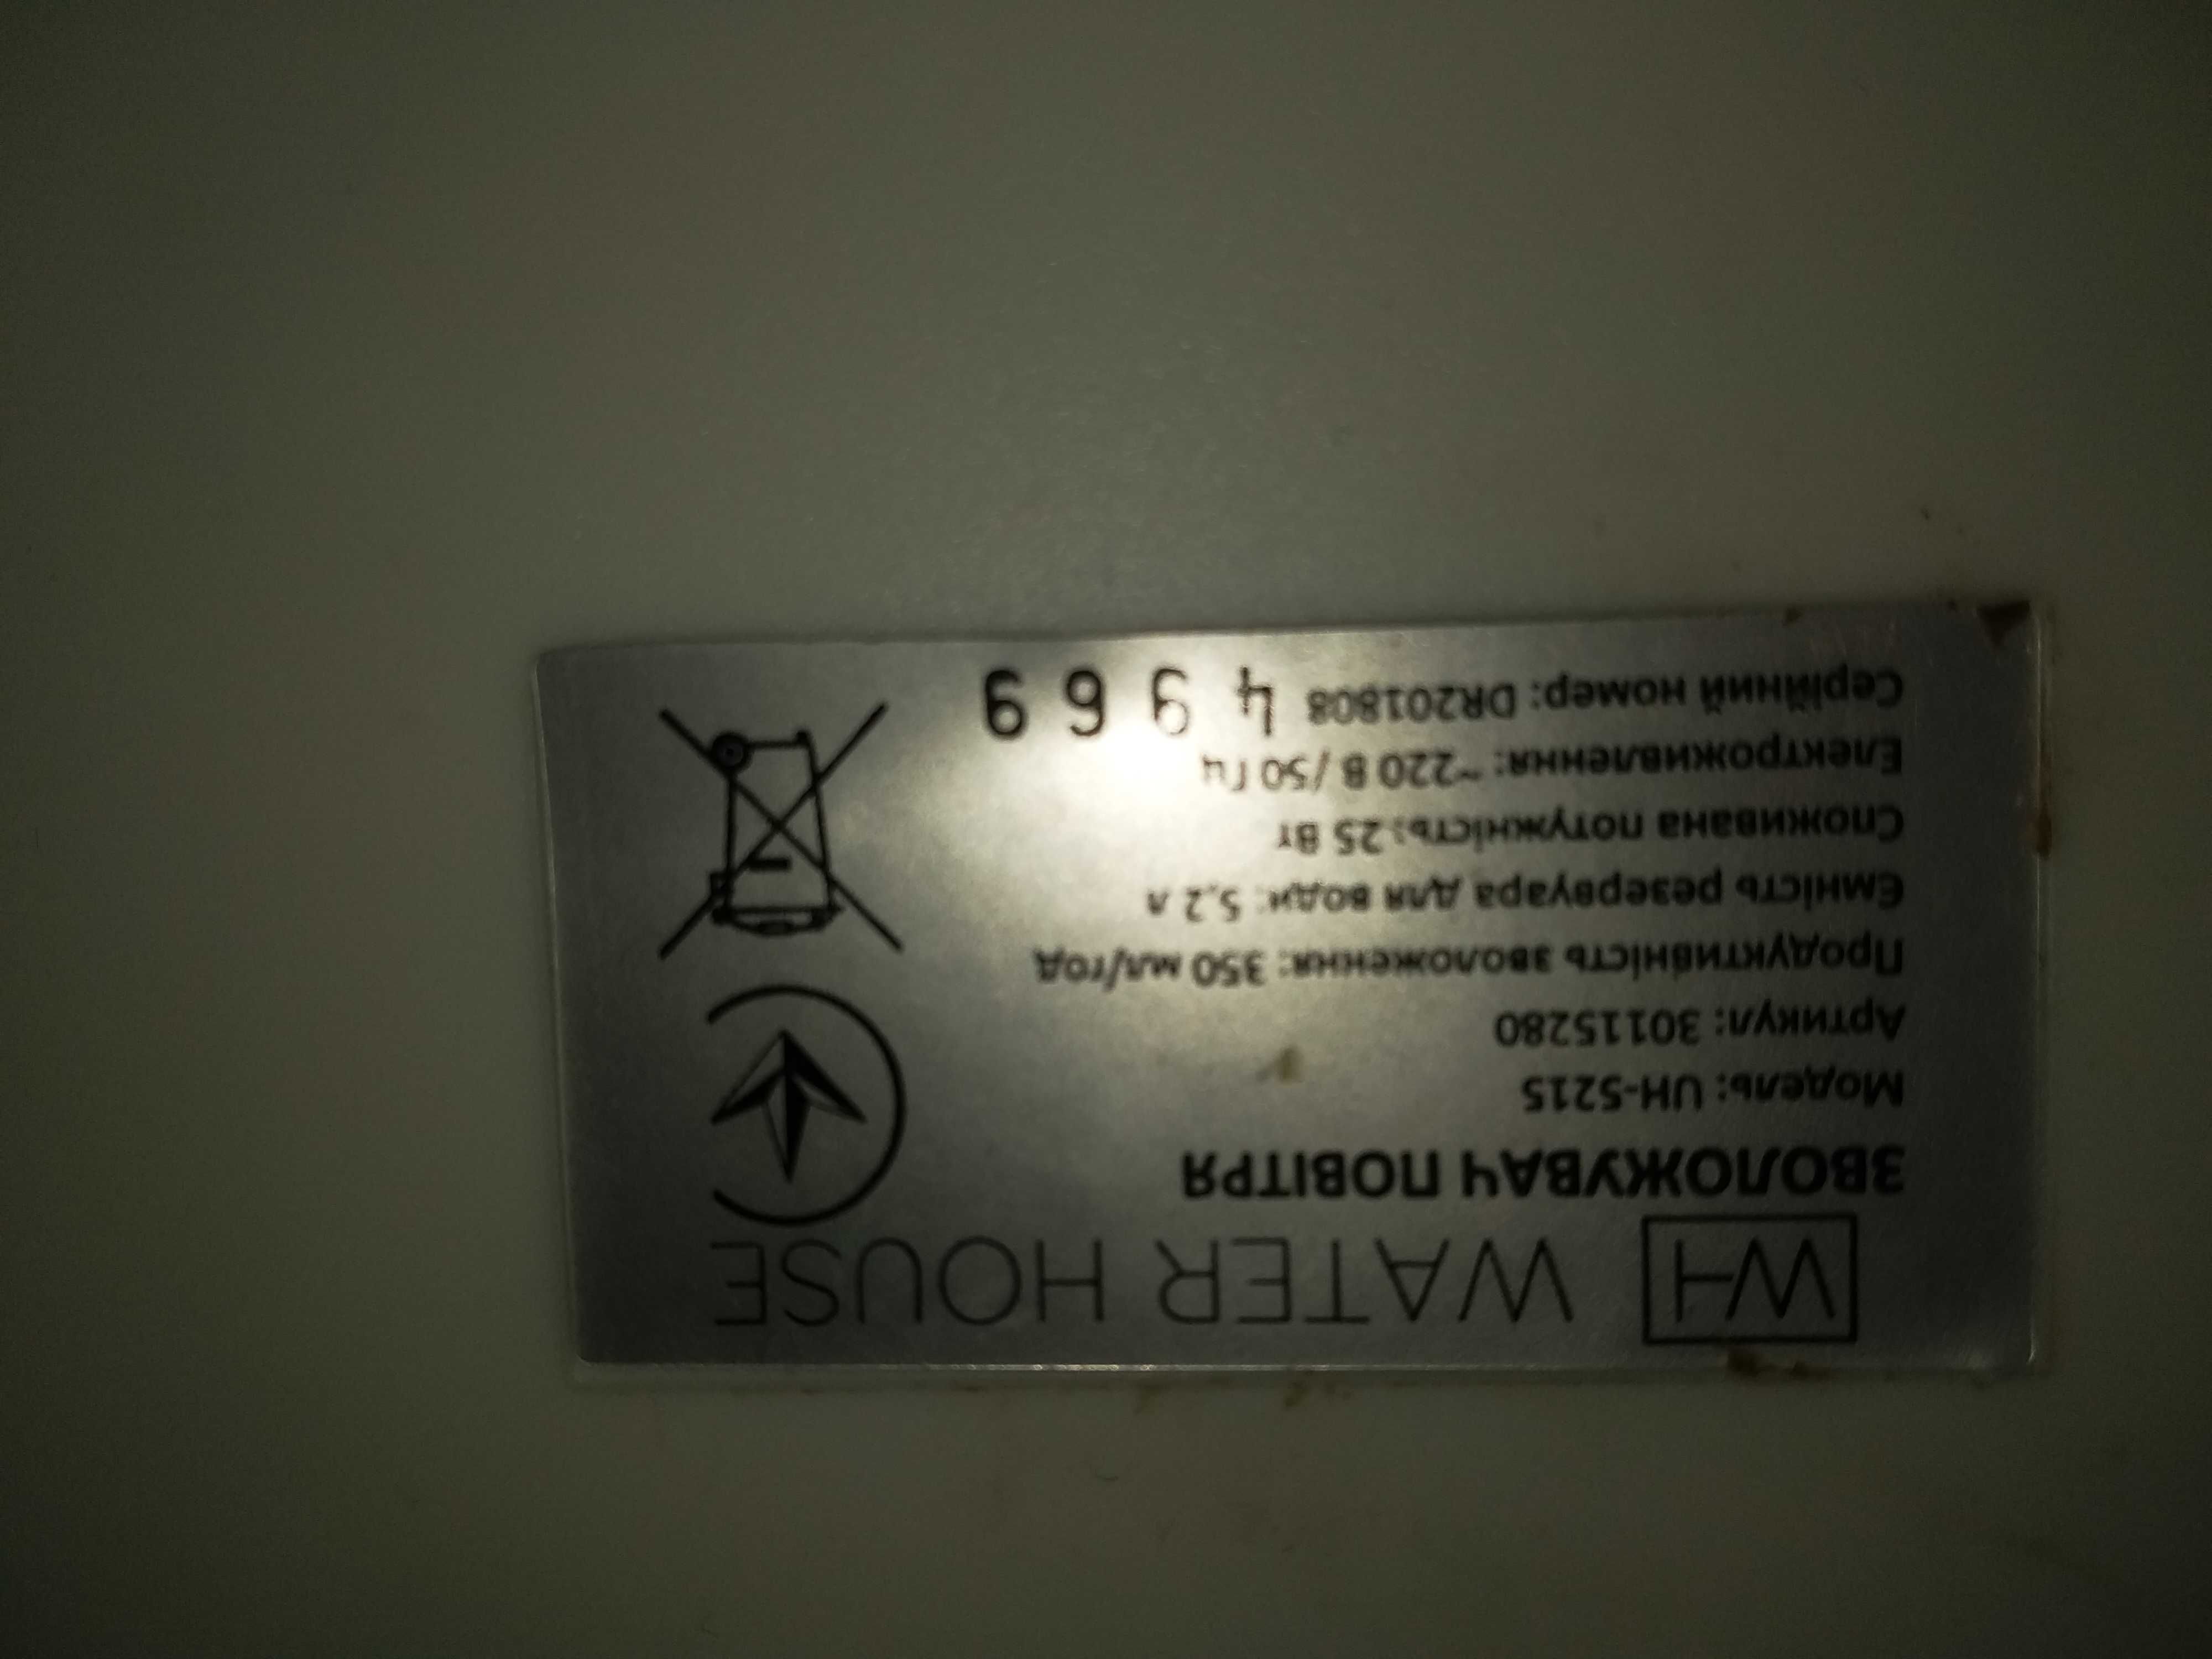 WH WATER HOUSE
ЗВОЛОЖУВАЧ ПОВІТРЯ
Модель: UH-5215
Артикул: 30115280
Продуктивність зволоження: 350 мл/год
Ємність резервуара для води: 5,2 л
Споживана потужність: 25 Вт
Електроживлення: ~220 В /50 Гц
Серійний номер: DR201808 4 9 6 9